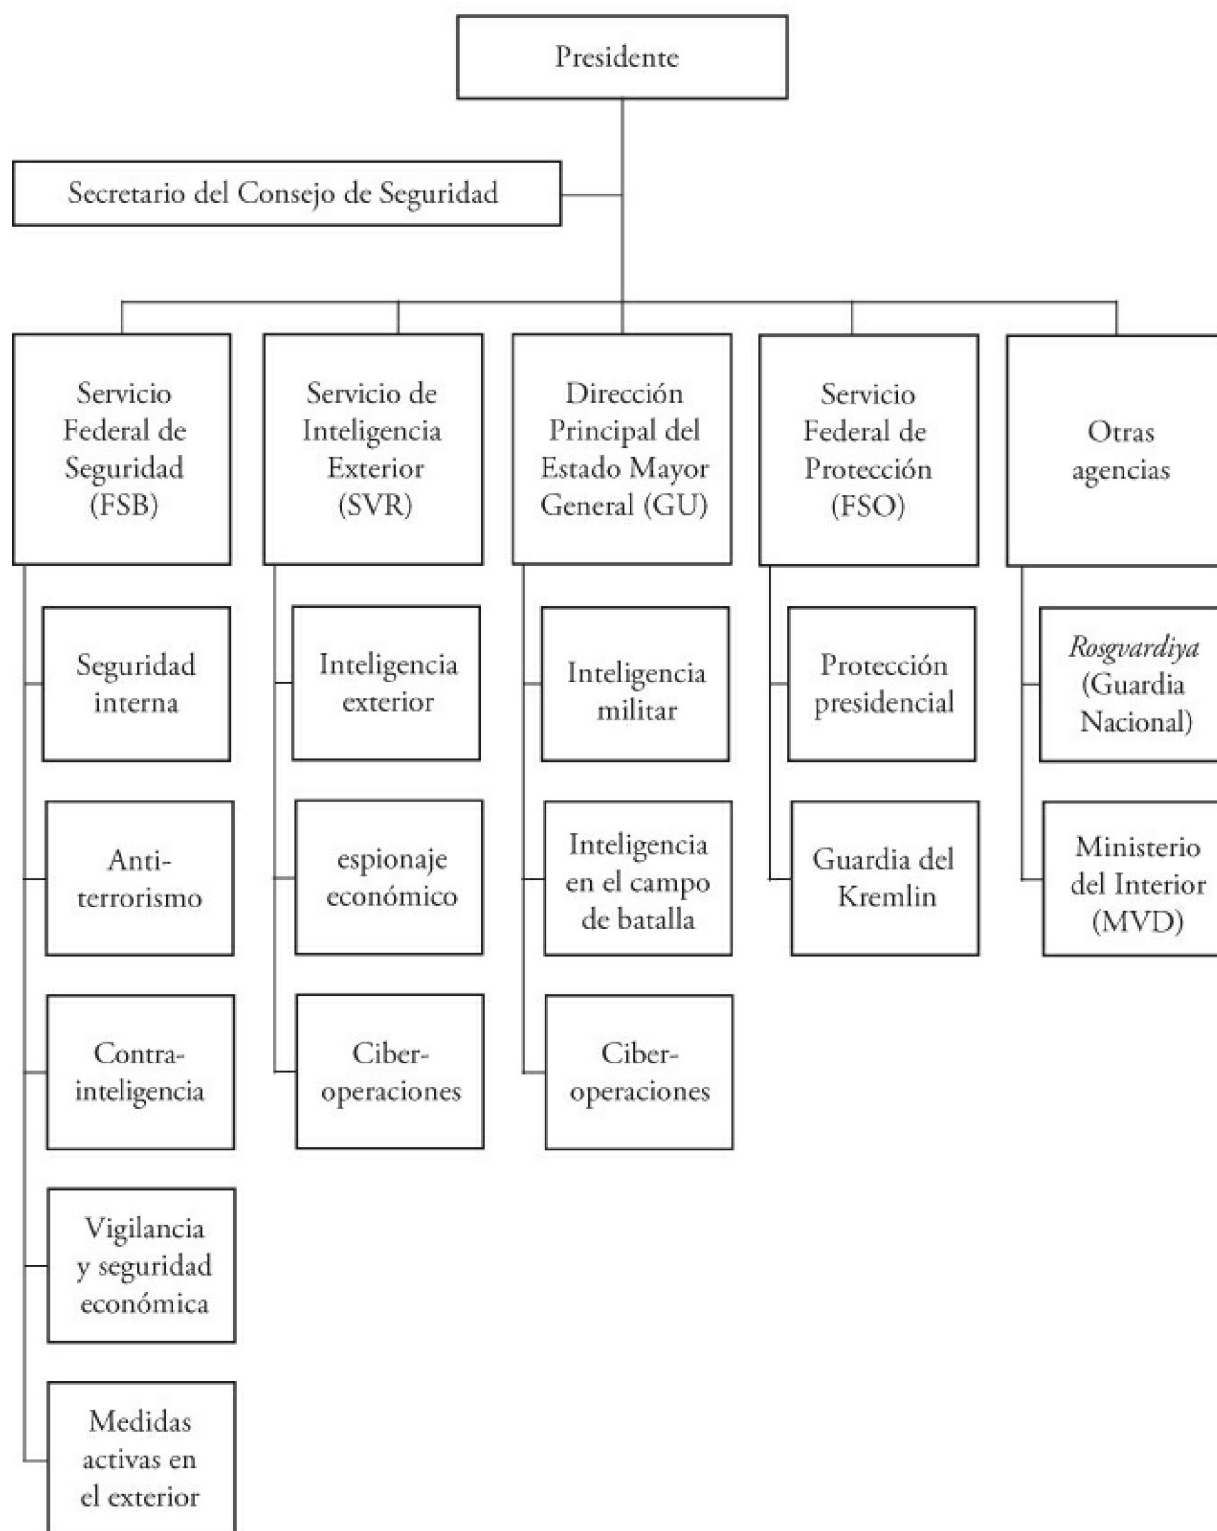 Presidente
Secretario del Consejo de Seguridad
Servicio
Federal de
Seguridad
(FSB)
Servicio de
Inteligencia
Exterior
(SVR)
Dirección
Principal del
Estado Mayor
General (GU)
Servicio
Federal de
Protección
(FSO)
Otras
agencias
Seguridad
interna
Anti-
terrorismo
Contra-
inteligencia
Vigilancia
y seguridad
económica
Medidas
activas en
el exterior
Inteligencia
exterior
espionaje
económico
Ciber-
operaciones
Inteligencia
militar
Inteligencia
en el campo
de batalla
Ciber-
operaciones
Protección
presidencial
Guardia del
Kremlin
Rosgvardiya
(Guardia
Nacional)
Ministerio
del Interior
(MVD)